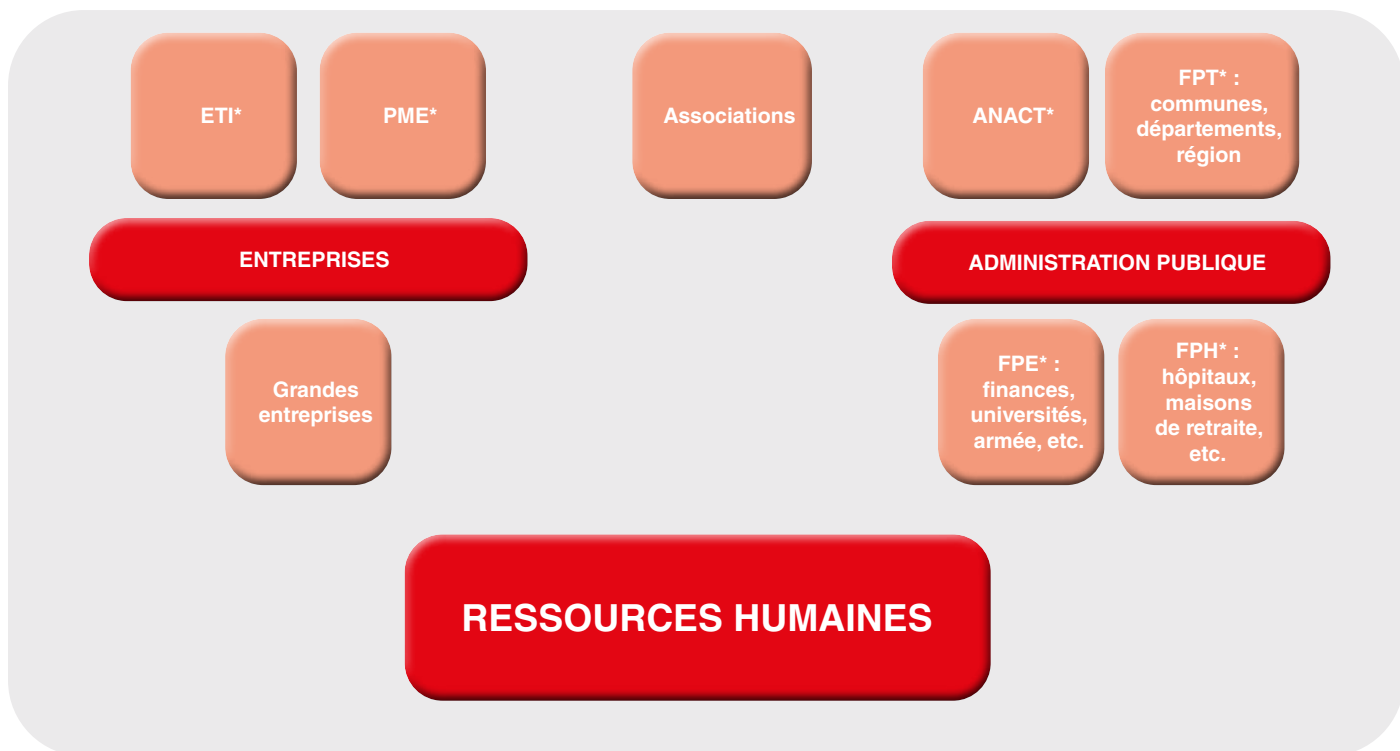 ETI*
PME*
Associations
ANACT*
FPT* :
communes,
départements,
région
ENTREPRISES
ADMINISTRATION PUBLIQUE
Grandes
entreprises
FPE* :
finances,
universités,
armée, etc.
FPH* :
hôpitaux,
maisons
de retraite,
etc.
RESSOURCES HUMAINES